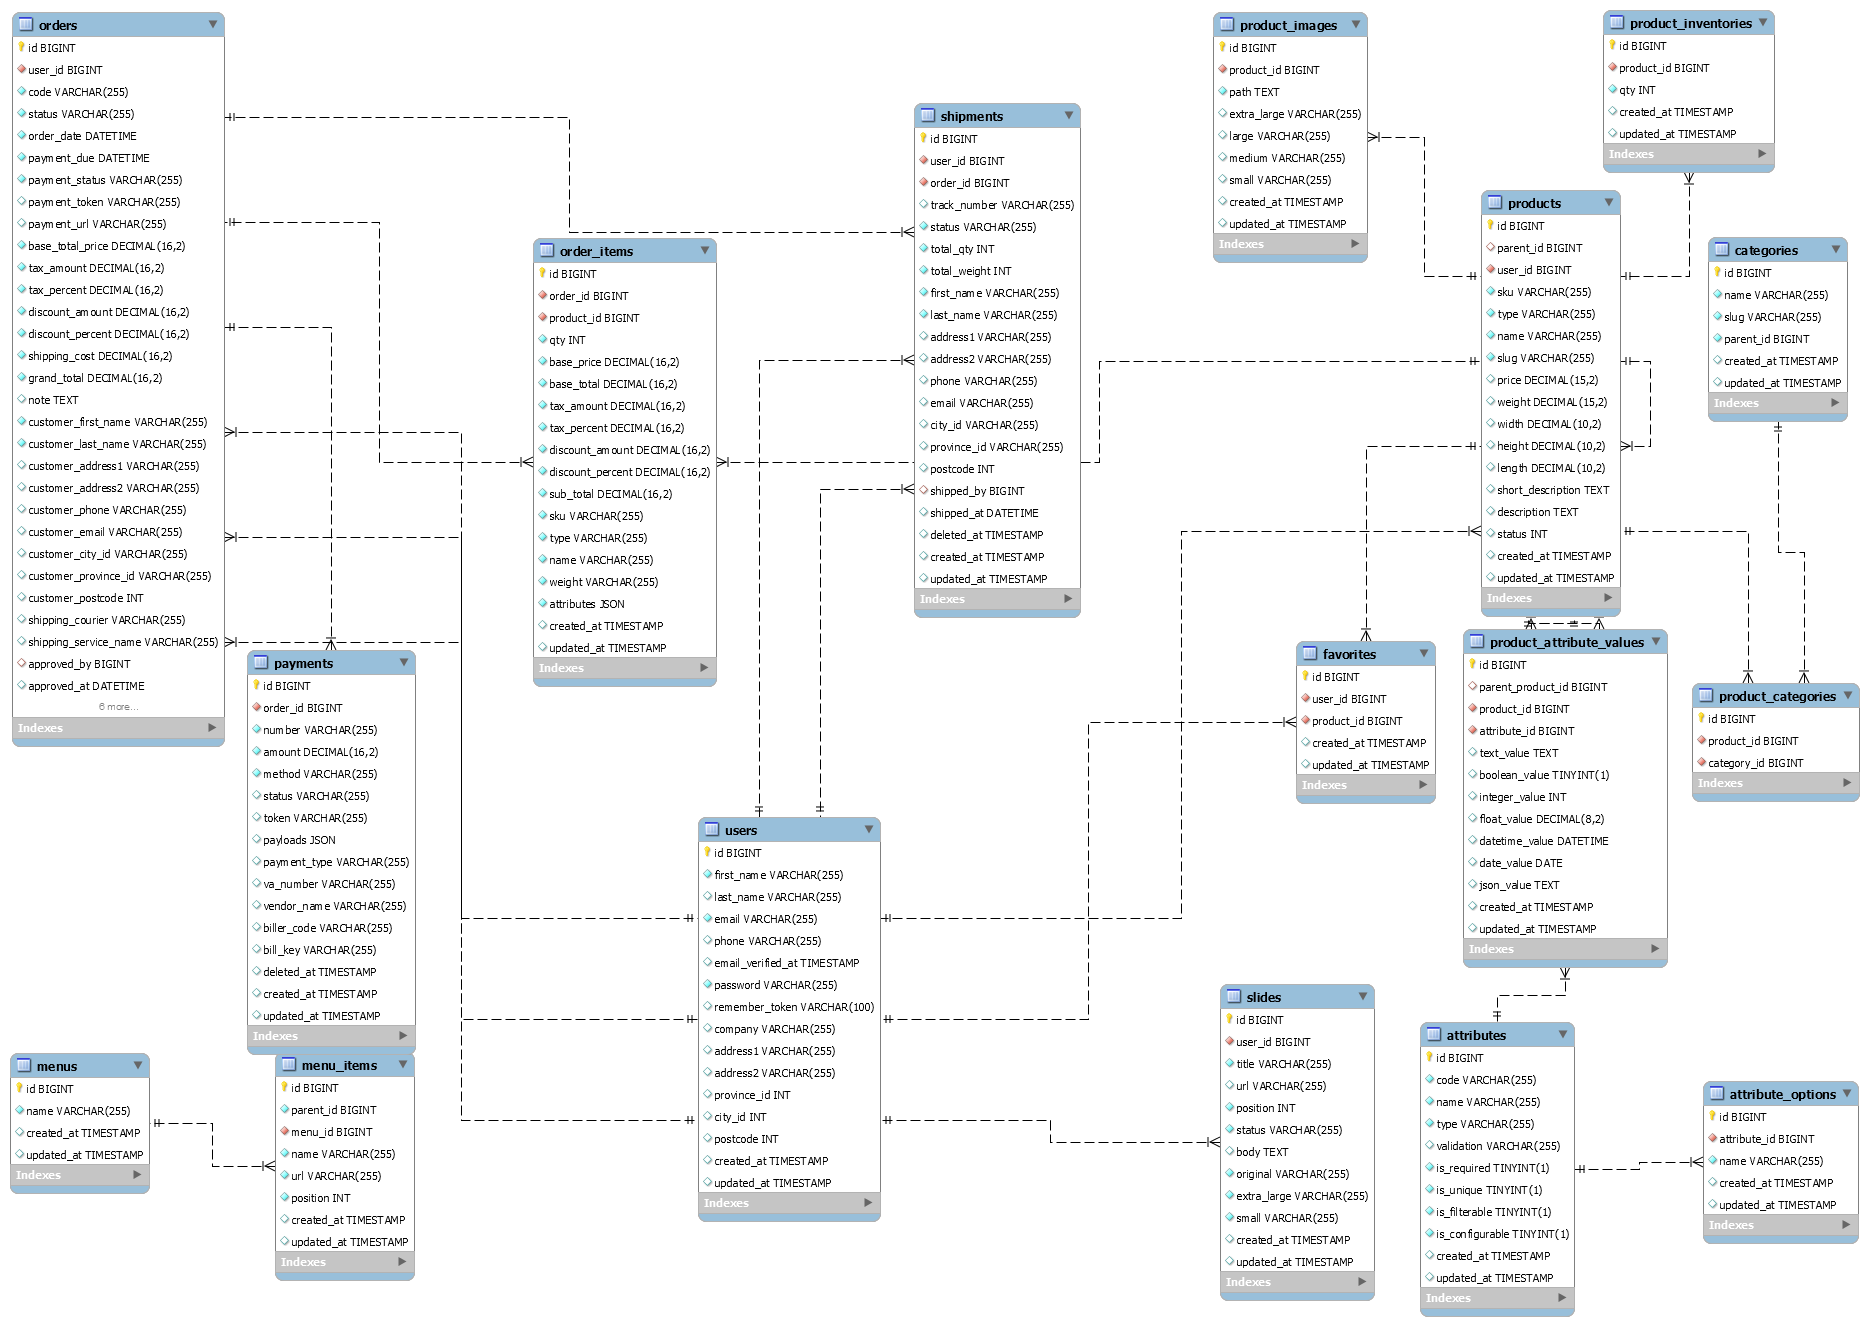 orders
id BIGINT
user_id BIGINT
code VARCHAR(255)
status VARCHAR(255)
order_date DATETIME
payment_due DATETIME
payment_status VARCHAR(255)
payment_token VARCHAR(255)
payment_url VARCHAR(255)
base_total_price DECIMAL(16,2)
tax_amount DECIMAL(16,2)
tax_percent DECIMAL(16,2)
discount_amount DECIMAL(16,2)
discount_percent DECIMAL(16,2)
shipping_cost DECIMAL(16,2)
grand_total DECIMAL(16,2)
note TEXT
customer_first_name VARCHAR(255)
customer_last_name VARCHAR(255)
customer_address1 VARCHAR(255)
customer_address2 VARCHAR(255)
customer_phone VARCHAR(255)
customer_email VARCHAR(255)
customer_city_id VARCHAR(255)
customer_province_id VARCHAR(255)
customer_postcode INT
shipping_courier VARCHAR(255)
shipping_service_name VARCHAR(255)
approved_by BIGINT
approved_at DATETIME
6 more...
Indexes
payments
id BIGINT
order_id BIGINT
number VARCHAR(255)
amount DECIMAL(16,2)
method VARCHAR(255)
status VARCHAR(255)
token VARCHAR(255)
payloads JSON
payment_type VARCHAR(255)
va_number VARCHAR(255)
vendor_name VARCHAR(255)
biller_code VARCHAR(255)
bill_key VARCHAR(255)
deleted_at TIMESTAMP
created_at TIMESTAMP
updated_at TIMESTAMP
Indexes
menus
id BIGINT
name VARCHAR(255)
created_at TIMESTAMP
updated_at TIMESTAMP
Indexes
menu_items
id BIGINT
parent_id BIGINT
menu_id BIGINT
name VARCHAR(255)
url VARCHAR(255)
position INT
created_at TIMESTAMP
updated_at TIMESTAMP
Indexes
order_items
id BIGINT
order_id BIGINT
product_id BIGINT
qty INT
base_price DECIMAL(16,2)
base_total DECIMAL(16,2)
tax_amount DECIMAL(16,2)
tax_percent DECIMAL(16,2)
discount_amount DECIMAL(16,2)
discount_percent DECIMAL(16,2)
sub_total DECIMAL(16,2)
sku VARCHAR(255)
type VARCHAR(255)
name VARCHAR(255)
weight VARCHAR(255)
attributes JSON
created_at TIMESTAMP
updated_at TIMESTAMP
Indexes
shipments
id BIGINT
user_id BIGINT
order_id BIGINT
track_number VARCHAR(255)
status VARCHAR(255)
total_qty INT
total_weight INT
first_name VARCHAR(255)
last_name VARCHAR(255)
address1 VARCHAR(255)
address2 VARCHAR(255)
phone VARCHAR(255)
email VARCHAR(255)
city_id VARCHAR(255)
province_id VARCHAR(255)
postcode INT
shipped_by BIGINT
shipped_at DATETIME
deleted_at TIMESTAMP
created_at TIMESTAMP
updated_at TIMESTAMP
Indexes
users
id BIGINT
first_name VARCHAR(255)
last_name VARCHAR(255)
email VARCHAR(255)
phone VARCHAR(255)
email_verified_at TIMESTAMP
password VARCHAR(255)
remember_token VARCHAR(100)
company VARCHAR(255)
address1 VARCHAR(255)
address2 VARCHAR(255)
province_id INT
city_id INT
postcode INT
created_at TIMESTAMP
updated_at TIMESTAMP
Indexes
product_images
id BIGINT
product_id BIGINT
path TEXT
extra_large VARCHAR(255)
large VARCHAR(255)
medium VARCHAR(255)
small VARCHAR(255)
created_at TIMESTAMP
updated_at TIMESTAMP
Indexes
product_inventories
id BIGINT
product_id BIGINT
qty INT
created_at TIMESTAMP
updated_at TIMESTAMP
Indexes
products
id BIGINT
parent_id BIGINT
user_id BIGINT
sku VARCHAR(255)
type VARCHAR(255)
name VARCHAR(255)
slug VARCHAR(255)
price DECIMAL(15,2)
weight DECIMAL(15,2)
width DECIMAL(10,2)
height DECIMAL(10,2)
length DECIMAL(10,2)
short_description TEXT
description TEXT
status INT
created_at TIMESTAMP
updated_at TIMESTAMP
Indexes
categories
id BIGINT
name VARCHAR(255)
slug VARCHAR(255)
parent_id BIGINT
created_at TIMESTAMP
updated_at TIMESTAMP
Indexes
favorites
id BIGINT
user_id BIGINT
product_id BIGINT
created_at TIMESTAMP
updated_at TIMESTAMP
Indexes
product_attribute_values
id BIGINT
parent_product_id BIGINT
product_id BIGINT
attribute_id BIGINT
text_value TEXT
boolean_value TINYINT(1)
integer_value INT
float_value DECIMAL(8,2)
datetime_value DATETIME
date_value DATE
json_value TEXT
created_at TIMESTAMP
updated_at TIMESTAMP
Indexes
product_categories
id BIGINT
product_id BIGINT
category_id BIGINT
Indexes
slides
id BIGINT
user_id BIGINT
title VARCHAR(255)
url VARCHAR(255)
position INT
status VARCHAR(255)
body TEXT
original VARCHAR(255)
extra_large VARCHAR(255)
small VARCHAR(255)
created_at TIMESTAMP
updated_at TIMESTAMP
Indexes
attributes
id BIGINT
code VARCHAR(255)
name VARCHAR(255)
type VARCHAR(255)
validation VARCHAR(255)
is_required TINYINT(1)
is_unique TINYINT(1)
is_filterable TINYINT(1)
is_configurable TINYINT(1)
created_at TIMESTAMP
updated_at TIMESTAMP
Indexes
attribute_options
id BIGINT
attribute_id BIGINT
name VARCHAR(255)
created_at TIMESTAMP
updated_at TIMESTAMP
Indexes